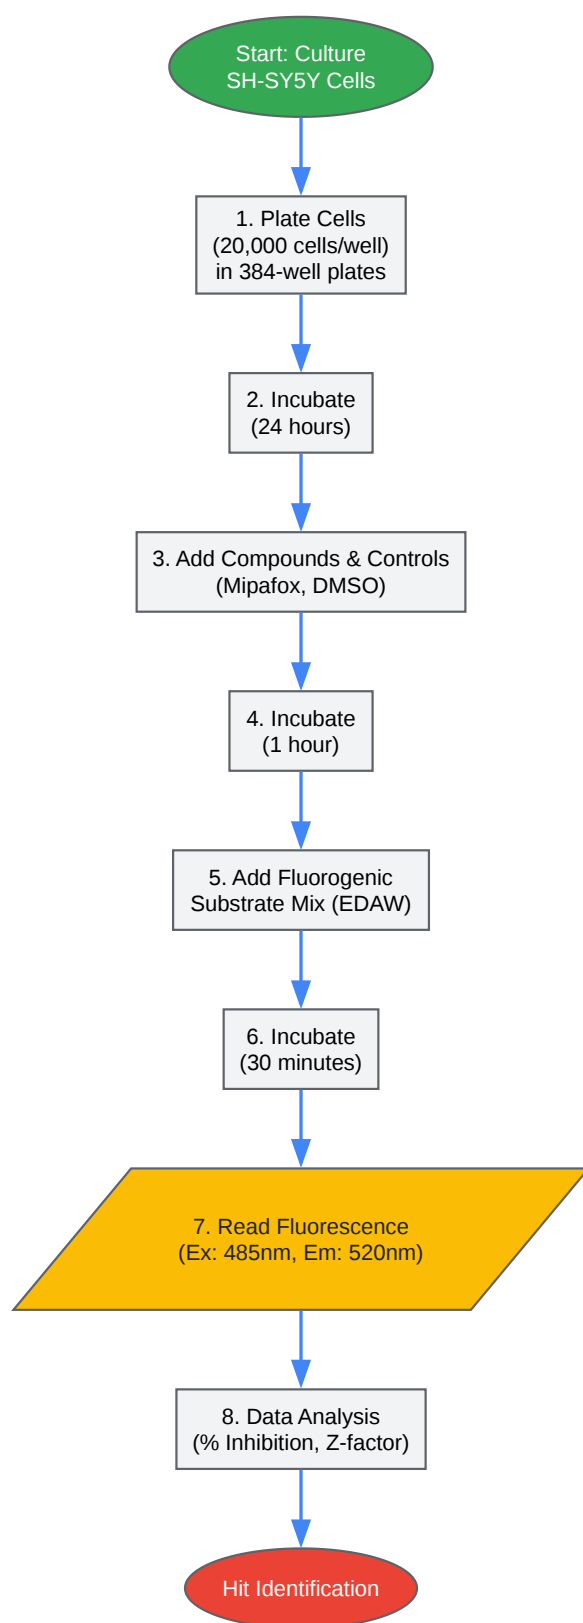 Start: Culture
SH-SY5Y Cells
1. Plate Cells
(20,000 cells/well)
in 384-well plates
2. Incubate
(24 hours)
3. Add Compounds & Controls
(Mipafox, DMSO)
4. Incubate
(1 hour)
5. Add Fluorogenic
Substrate Mix (EDAW)
6. Incubate
(30 minutes)
7. Read Fluorescence
(Ex: 485nm, Em: 520nm)
8. Data Analysis
(% Inhibition, Z-factor)
Hit Identification